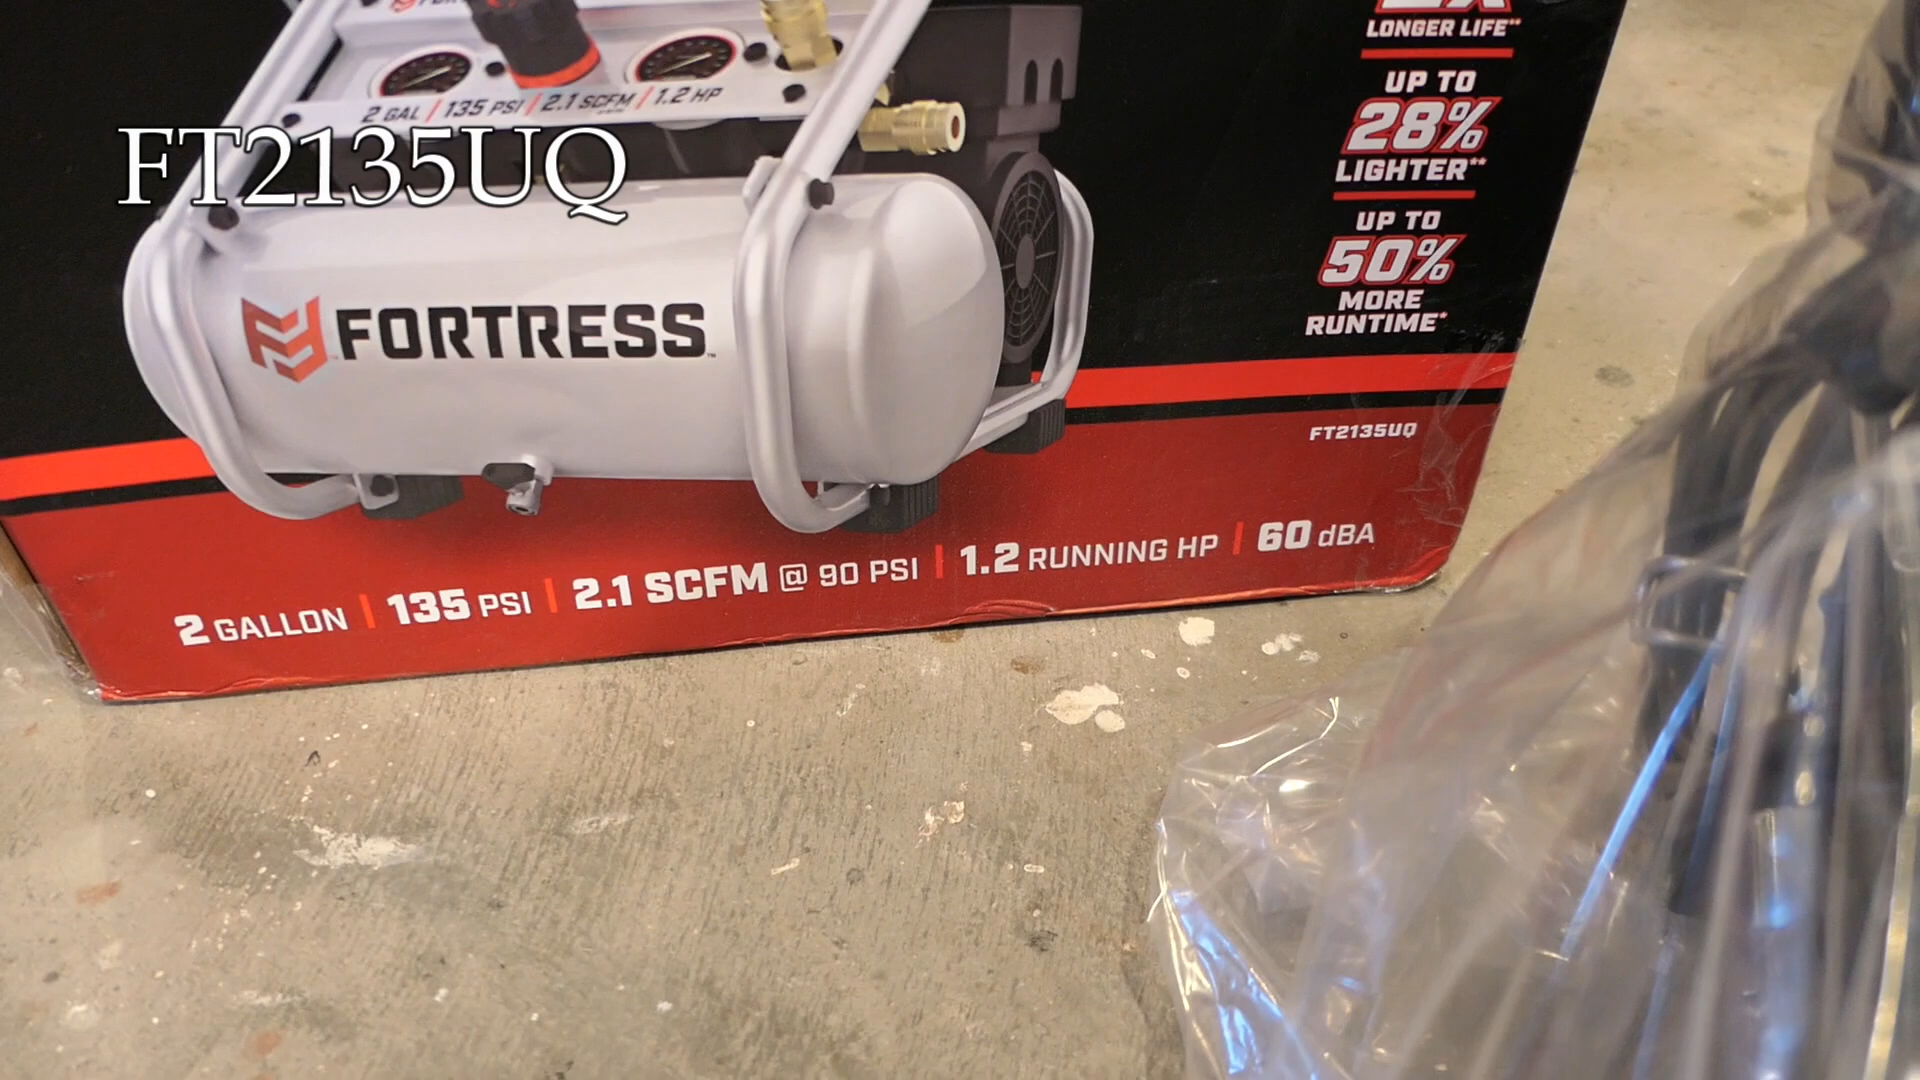 2 GAL | 135 PSI | 2.1 SCFM | 1.2 HP
FT2135UQ
FORTRESS
LONGER LIFE**
UP TO
28%
LIGHTER**
UP TO
50%
MORE
RUNTIME*
FT2135UQ
2 GALLON | 135 PSI | 2.1 SCFM @ 90 PSI | 1.2 RUNNING HP | 60 dBA